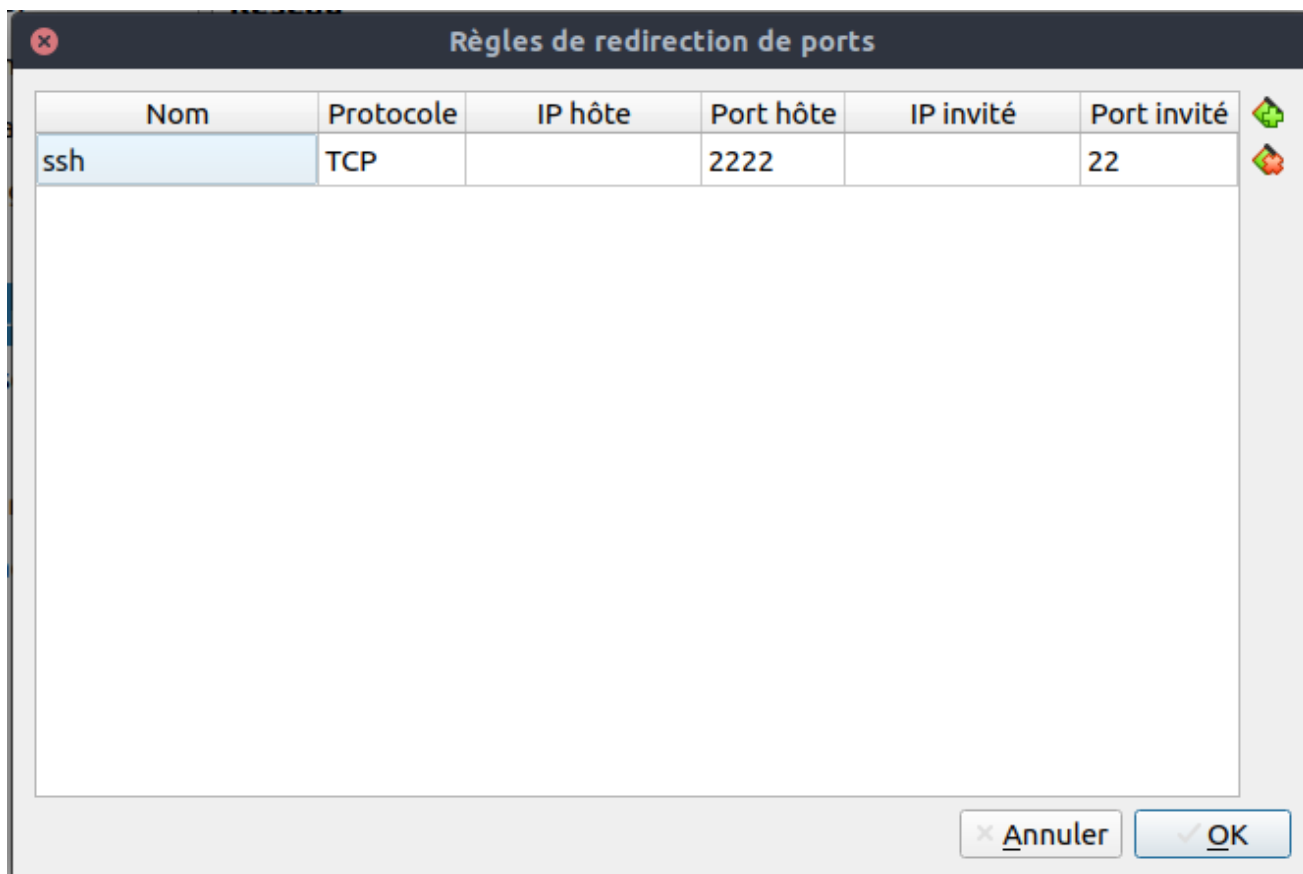 Règles de redirection de ports
Nom Protocole IP hôte Port hôte IP invité Port invité
ssh TCP 2222 22
Annuler OK